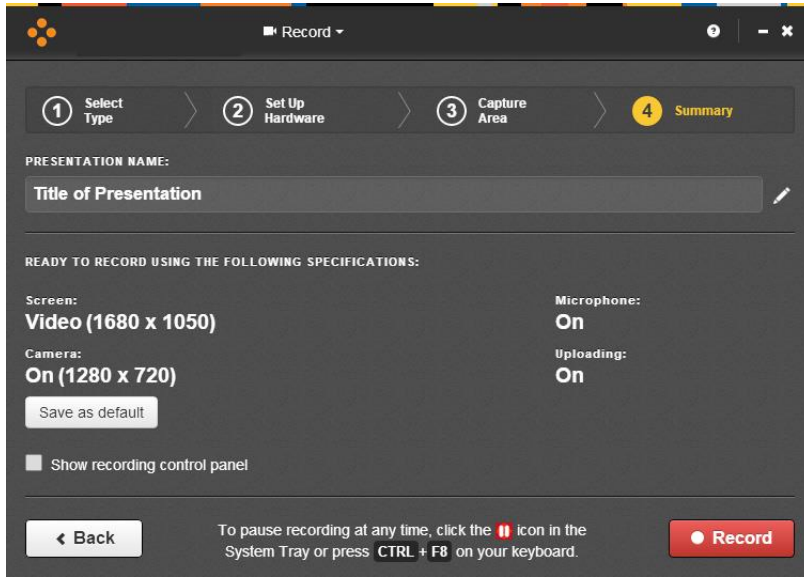 Record
1 Select Type
2 Set Up Hardware
3 Capture Area
4 Summary
PRESENTATION NAME:
Title of Presentation
READY TO RECORD USING THE FOLLOWING SPECIFICATIONS:
Screen:
Video (1680 x 1050)
Microphone:
On
Camera:
On (1280 x 720)
Uploading:
On
Save as default
Show recording control panel
Back
To pause recording at any time, click the icon in the
System Tray or press CTRL + F8 on your keyboard.
Record